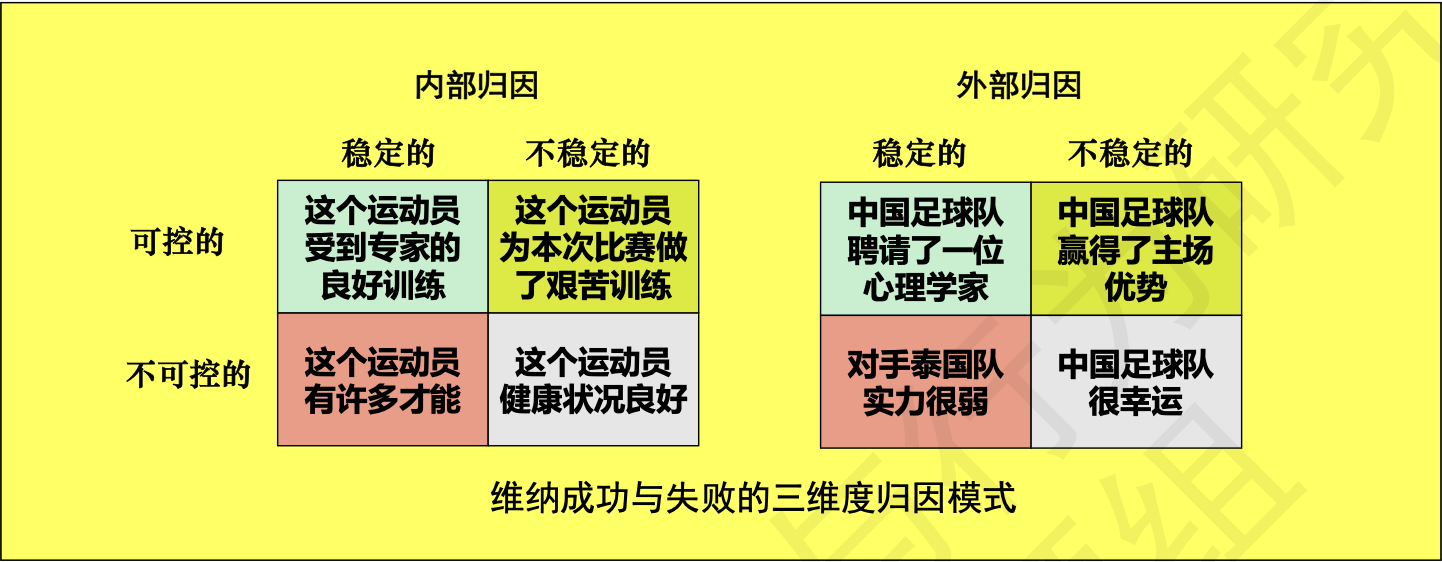 内部归因
外部归因
稳定的
不稳定的
稳定的
不稳定的
可控的
这个运动员
受到专家的
良好训练
这个运动员
为本次比赛做
了艰苦训练
中国足球队
聘请了一位
心理学家
中国足球队
赢得了主场
优势
不可控的
这个运动员
有许多才能
这个运动员
健康状况良好
对手泰国队
实力很弱
中国足球队
很幸运
维纳成功与失败的三维度归因模式
与行为研究
组